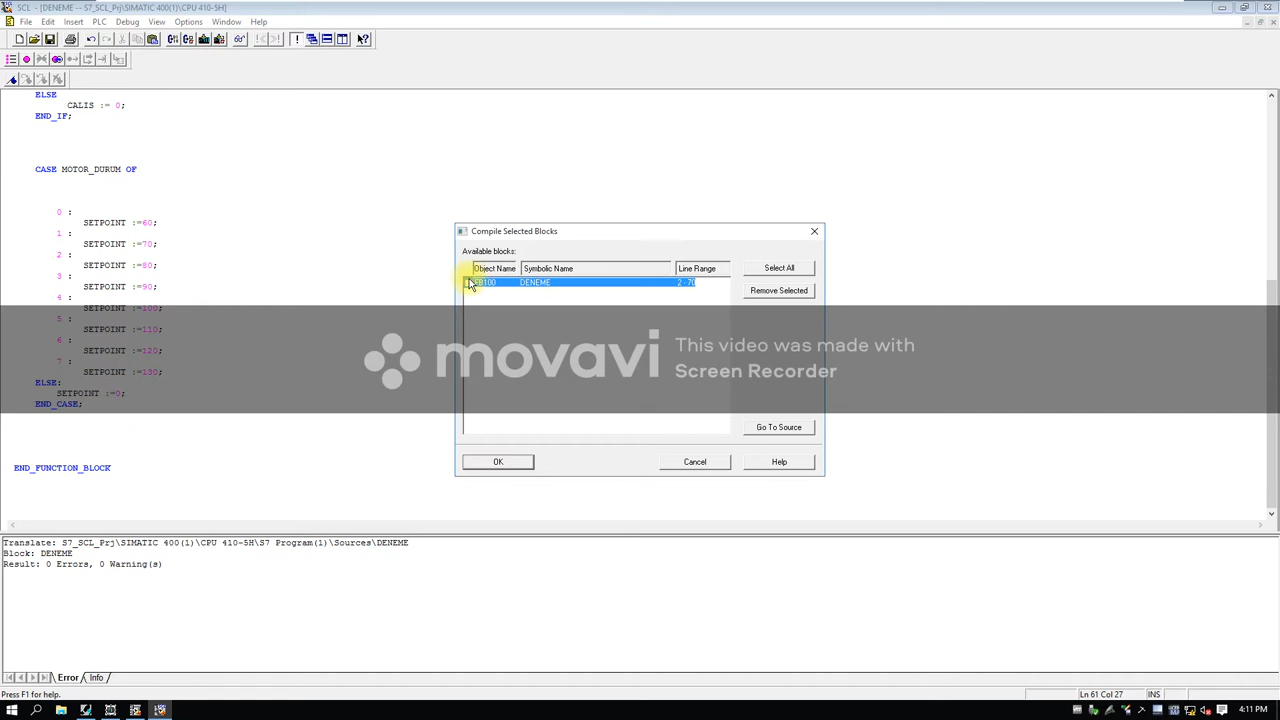 SCL - [DENEME -- S7_SCL_Prj\SIMATIC 400(1)\CPU 410-5H]
File Edit Insert PLC Debug View Options Window Help
ELSE
CALIS := 0;
END_IF;
CASE MOTOR_DURUM OF
0 :
SETPOINT :=60;
1 :
SETPOINT :=70;
2 :
SETPOINT :=80;
3 :
SETPOINT :=90;
4 :
SETPOINT :=100;
5 :
SETPOINT :=110;
6 :
SETPOINT :=120;
7 :
SETPOINT :=130;
ELSE:
SETPOINT :=0;
END_CASE;
END_FUNCTION_BLOCK
Compile Selected Blocks
Available blocks:
Object Name Symbolic Name Line Range
FB100 DENEME 2 - 70
Select All
Remove Selected
Go To Source
OK Cancel Help
movavi
This video was made with
Screen Recorder
Translate: S7_SCL_Prj\SIMATIC 400(1)\CPU 410-5H\S7 Program(1)\Sources\DENEME
Block: DENEME
Result: 0 Errors, 0 Warning(s)
Error Info
Press F1 for help.
Ln 61 Col 27 INS
4:11 PM